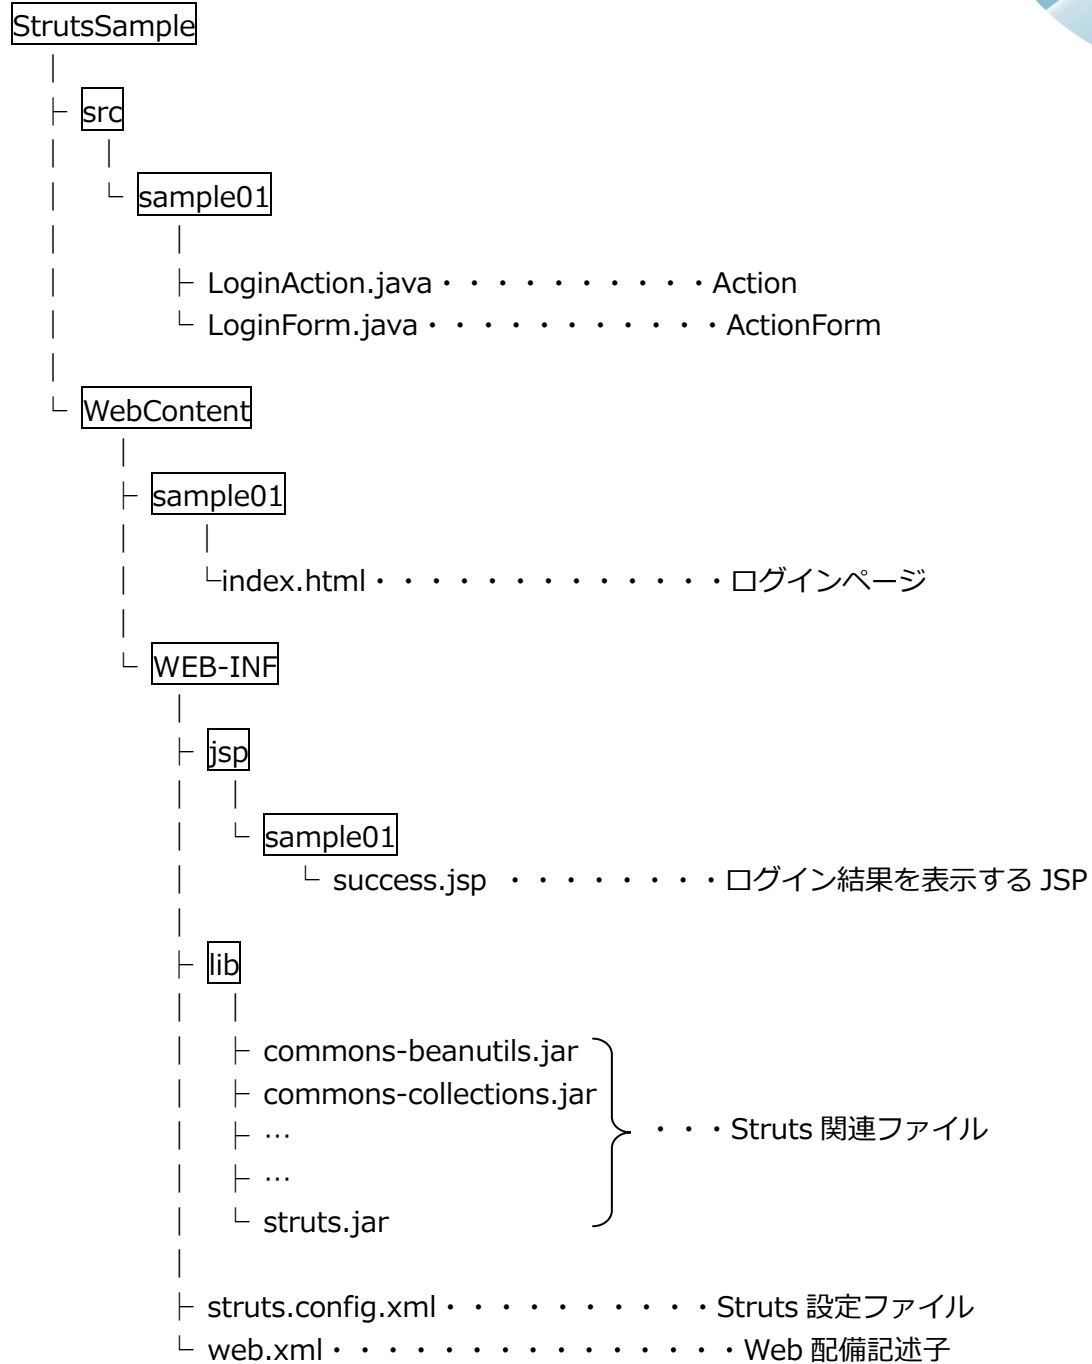 StrutsSample
│
├ src
│ │
│ └ sample01
│ │
│ ├ LoginAction.java・・・・・・・・・・Action
│ └ LoginForm.java・・・・・・・・・・・ActionForm
│
└ WebContent
│
├ sample01
│ │
│ └index.html・・・・・・・・・・・・・ログインページ
│
└ WEB-INF
│
├ jsp
│ │
│ └ sample01
│ └ success.jsp ・・・・・・・・ログイン結果を表示する JSP
│
├ lib
│ │
│ ├ commons-beanutils.jar
│ ├ commons-collections.jar
│ ├ … ・・・Struts 関連ファイル
│ ├ …
│ └ struts.jar
│
├ struts.config.xml・・・・・・・・・・Struts 設定ファイル
└ web.xml・・・・・・・・・・・・・・・Web 配備記述子